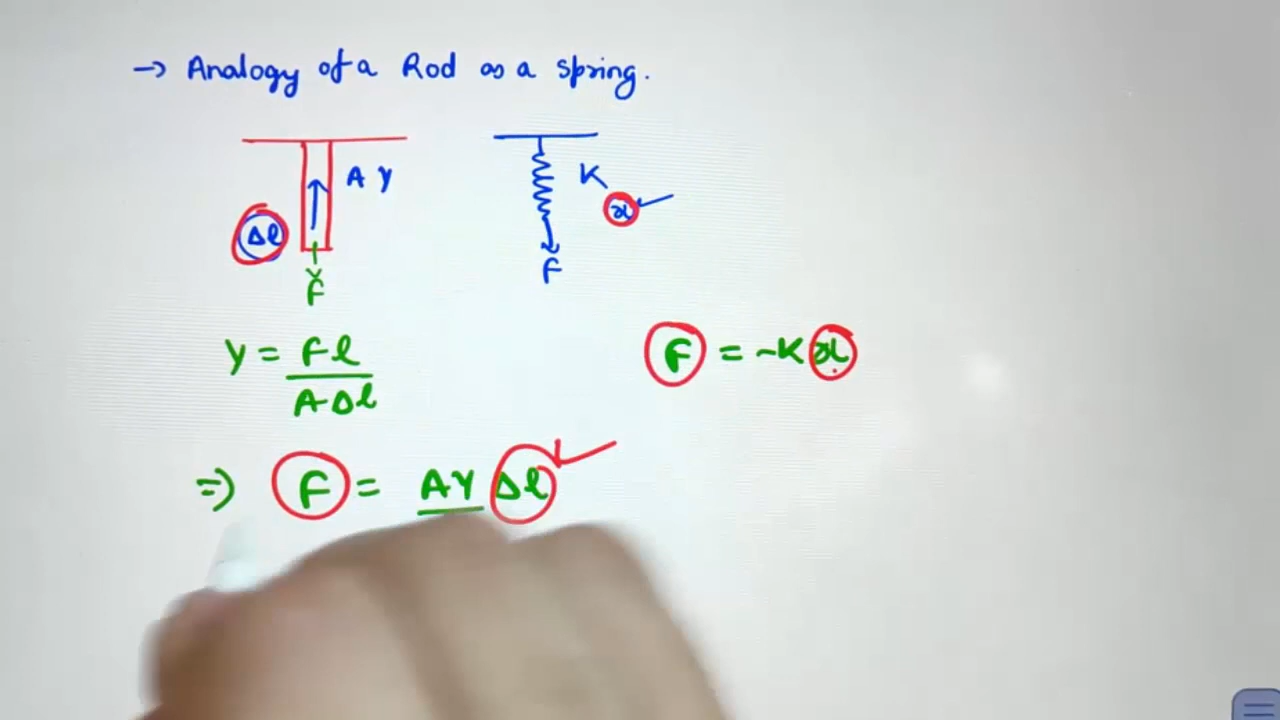 → Analogy of a Rod as a Spring.
A Y
K
Δl
x
F
F
Y = Fl
AΔl
F = -Kx
⇒ F = AY Δl